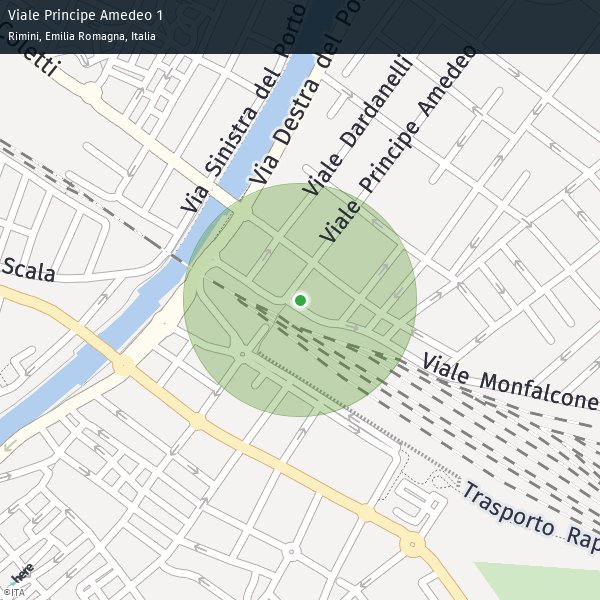 Viale Principe Amedeo 1
Rimini, Emilia Romagna, Italia
Coletti
Via Sinistra del Porto
Via Destra del Po
Viale Dardanelli
Viale Principe Amedeo
Scala
Viale Monfalcone
Trasporto Rap
here
©ITA